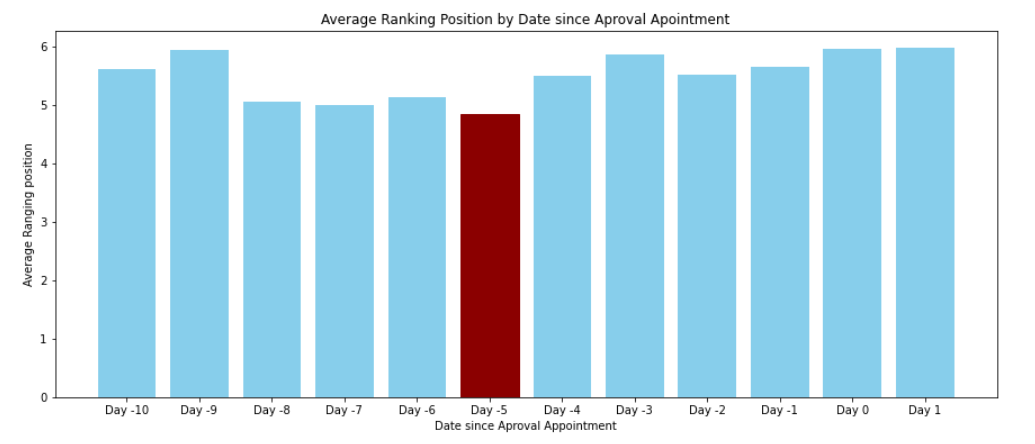 Average Ranking Position by Date since Aproval Apointment
6
5
4
3
2
1
0
Average Ranging position
Day -10 Day -9 Day -8 Day -7 Day -6 Day -5 Day -4 Day -3 Day -2 Day -1 Day 0 Day 1
Date since Aproval Appointment